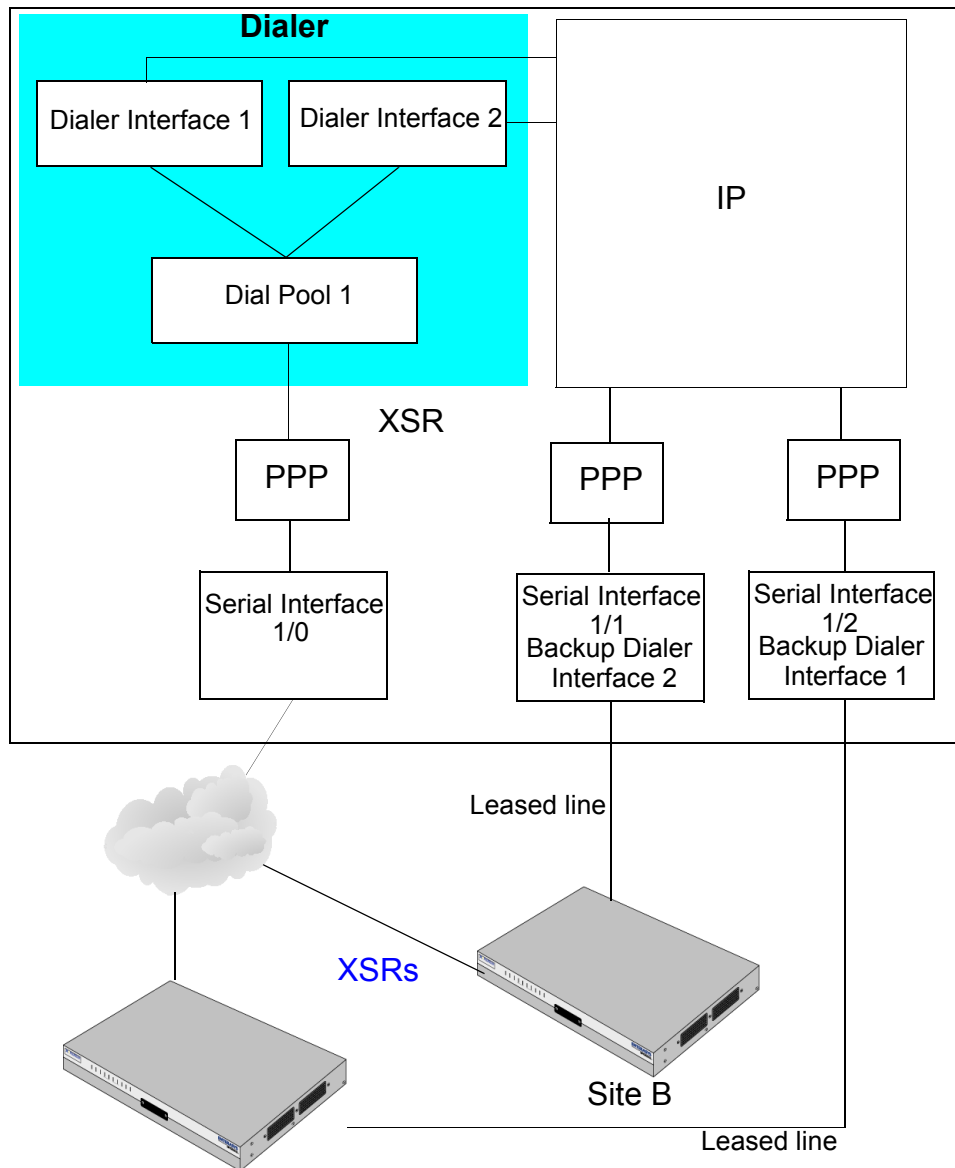 Dialer
Dialer Interface 1
Dialer Interface 2
IP
Dial Pool 1
XSR
PPP
PPP
PPP
Serial Interface
1/0
Serial Interface
1/1
Backup Dialer
Interface 2
Serial Interface
1/2
Backup Dialer
Interface 1
Leased line
XSRs
Site B
Leased line